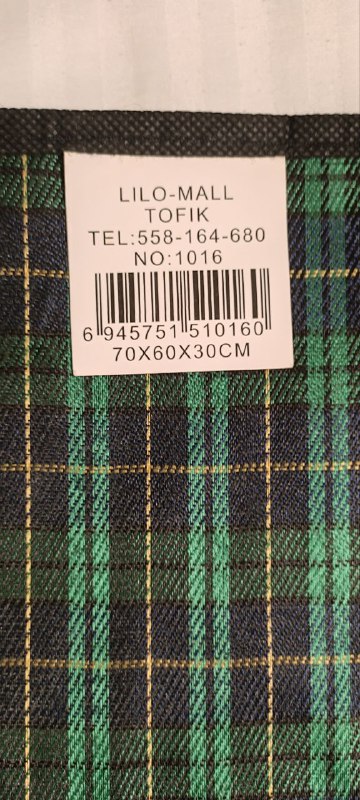 LILO-MALL
TOFIK
TEL:558-164-680
NO:1016
6 945751 510160
70X60X30CM